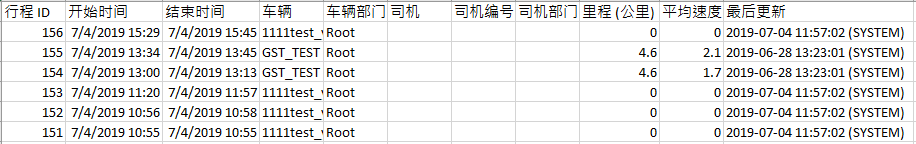 行程 ID 开始时间 结束时间 车辆 车辆部门 司机 司机编号 司机部门 里程 (公里) 平均速度 最后更新
156 7/4/2019 15:29 7/4/2019 15:45 1111test_ Root 0 0 2019-07-04 11:57:02 (SYSTEM)
155 7/4/2019 13:34 7/4/2019 13:45 GST_TEST Root 4.6 2.1 2019-06-28 13:23:01 (SYSTEM)
154 7/4/2019 13:00 7/4/2019 13:13 GST_TEST Root 4.6 1.7 2019-06-28 13:23:01 (SYSTEM)
153 7/4/2019 11:20 7/4/2019 11:57 1111test_ Root 0 0 2019-07-04 11:57:02 (SYSTEM)
152 7/4/2019 10:56 7/4/2019 10:58 1111test_ Root 0 0 2019-07-04 11:57:02 (SYSTEM)
151 7/4/2019 10:55 7/4/2019 10:55 1111test_ Root 0 0 2019-07-04 11:57:02 (SYSTEM)